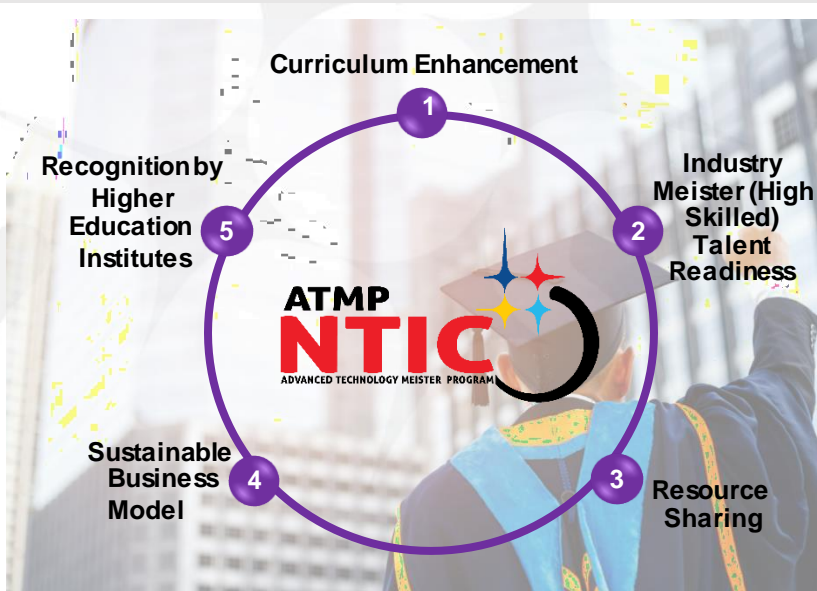 Curriculum Enhancement
1
Industry
Meister (High
Skilled)
Talent
Readiness
2
Resource
Sharing
3
Sustainable
Business
Model
4
Recognition by
Higher
Education
Institutes
5
ATMP
NTIC
ADVANCED TECHNOLOGY MEISTER PROGRAM